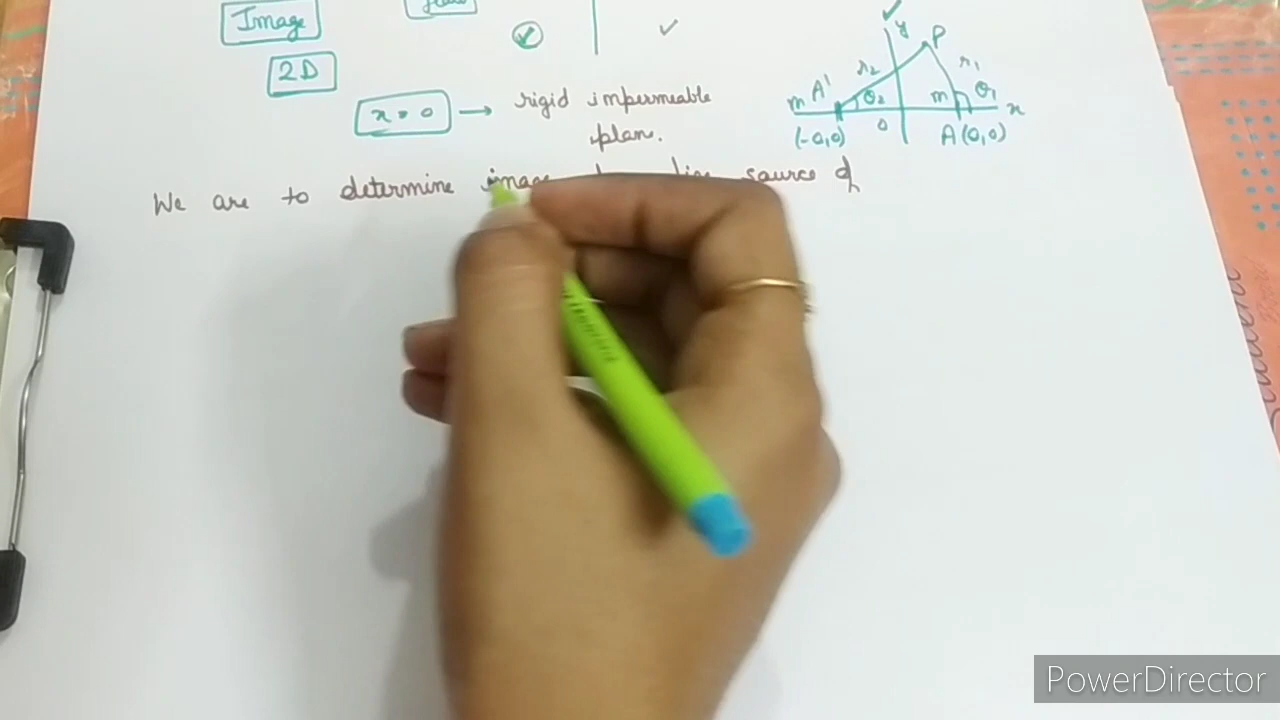 Image
2D
x = 0 → rigid impermeable
plan.
y
P
r2
r1
m A'
θ2
m
θ1
x
(-a,0)
0
A (a,0)
We are to determine image source of
PowerDirector